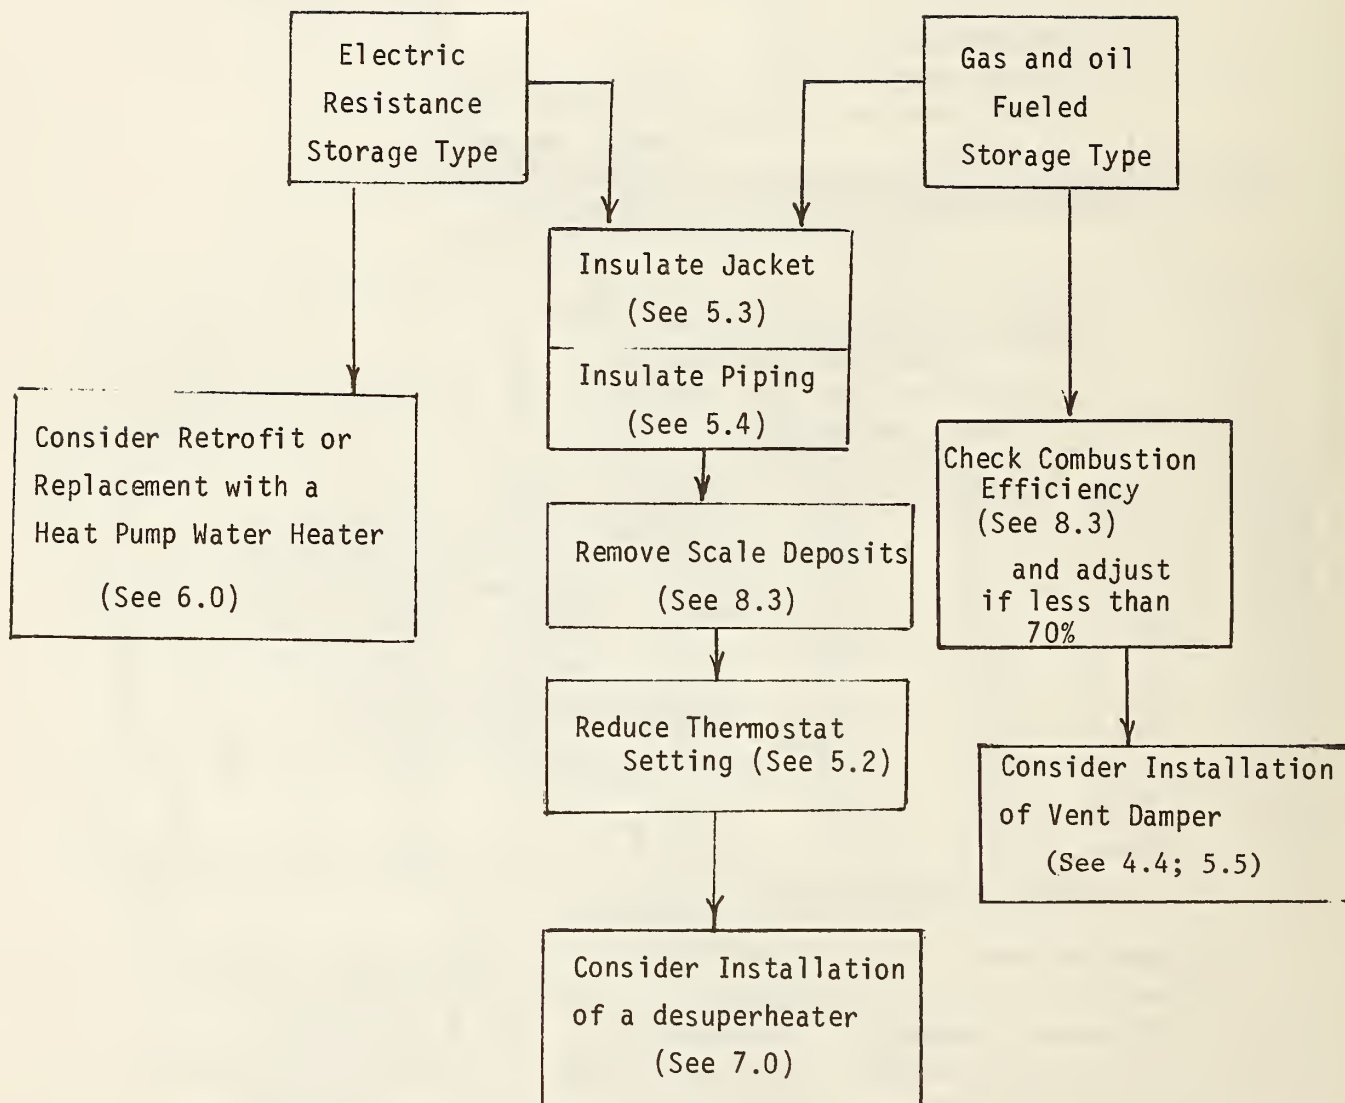 Electric
Resistance
Storage Type
Gas and oil
Fueled
Storage Type
Insulate Jacket
(See 5.3)
Insulate Piping
(See 5.4)
Consider Retrofit or
Replacement with a
Heat Pump Water Heater
(See 6.0)
Check Combustion
Efficiency
(See 8.3)
and adjust
if less than
70%
Remove Scale Deposits
(See 8.3)
Reduce Thermostat
Setting (See 5.2)
Consider Installation
of Vent Damper
(See 4.4; 5.5)
Consider Installation
of a desuperheater
(See 7.0)